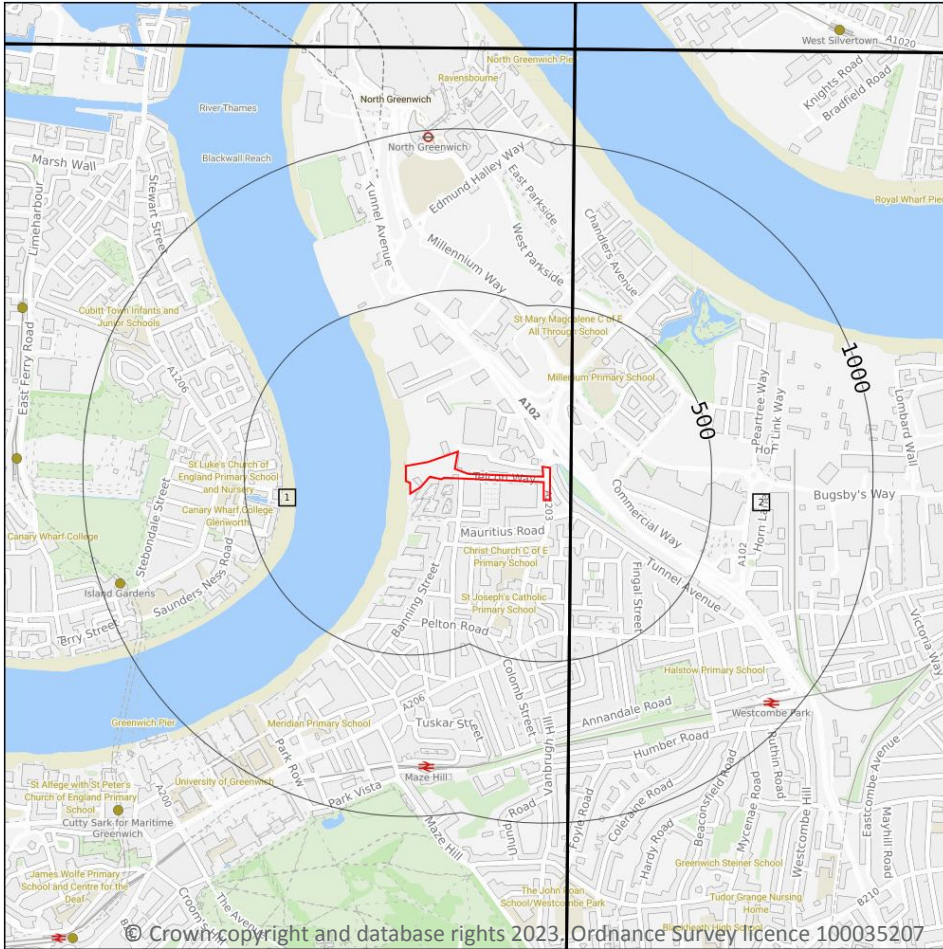 West Silvertown
A1020
North Greenwich Pier
Ravensbourne
Knights Road
Bradfield Road
North Greenwich
River Thames
North Greenwich
Blackwall Reach
Marsh Wall
Stewart Street
Limeharbour
Edmund Halley Way
East Parkside
Tunnel Avenue
Royal Wharf Pier
Chandlers Avenue
West Parkside
Millennium Way
Cubitt Town Infants and
Junior Schools
St Mary Magdalene C of E
All Through School
East Ferry Road
1000
A1206
Millenium Primary School
Peartree Way
Horn Link Way
Lombard Wall
A102
500
St Luke's Church of
England Primary School
and Nursery
Canary Wharf College
Glenworth
1
Telcon Way
A2203
2
Bugsby's Way
Commercial Way
Horn Lane
Canary Wharf College
Stebondale Street
Mauritius Road
A102
Christ Church C of E
Primary School
Tunnel Avenue
Island Gardens
Saunders Ness Road
Banning Street
St Joseph's Catholic
Primary School
Fingal Street
Ferry Street
Pelton Road
Victoria Way
Halstow Primary School
Colomb Street
A206
Annandale Road
Westcombe Park
Greenwich Pier
Meridian Primary School
Tuskar Street
Vanbrugh Hill
Humber Road
Park Row
Maze Hill
Ruthin Road
University of Greenwich
A200
Park Vista
St Alfege with St Peter's
Church of England Primary
School
Cutty Sark for Maritime
Greenwich
Road
Maze Hill
Foyle Road
Coleraine Road
Beaconsfield Road
Mycenae Road
Westcombe Hill
Eastcombe Avenue
Mayhill Road
Hardy Road
Greenwich Steiner School
James Wolfe Primary
School and Centre for the
Deaf
The Avenue
The John Roan
School/Westcombe Park
Tudor Grange Nursing
Home
B210
Blackheath High School
© Crown copyright and database rights 2023. Ordnance Survey licence 100035207